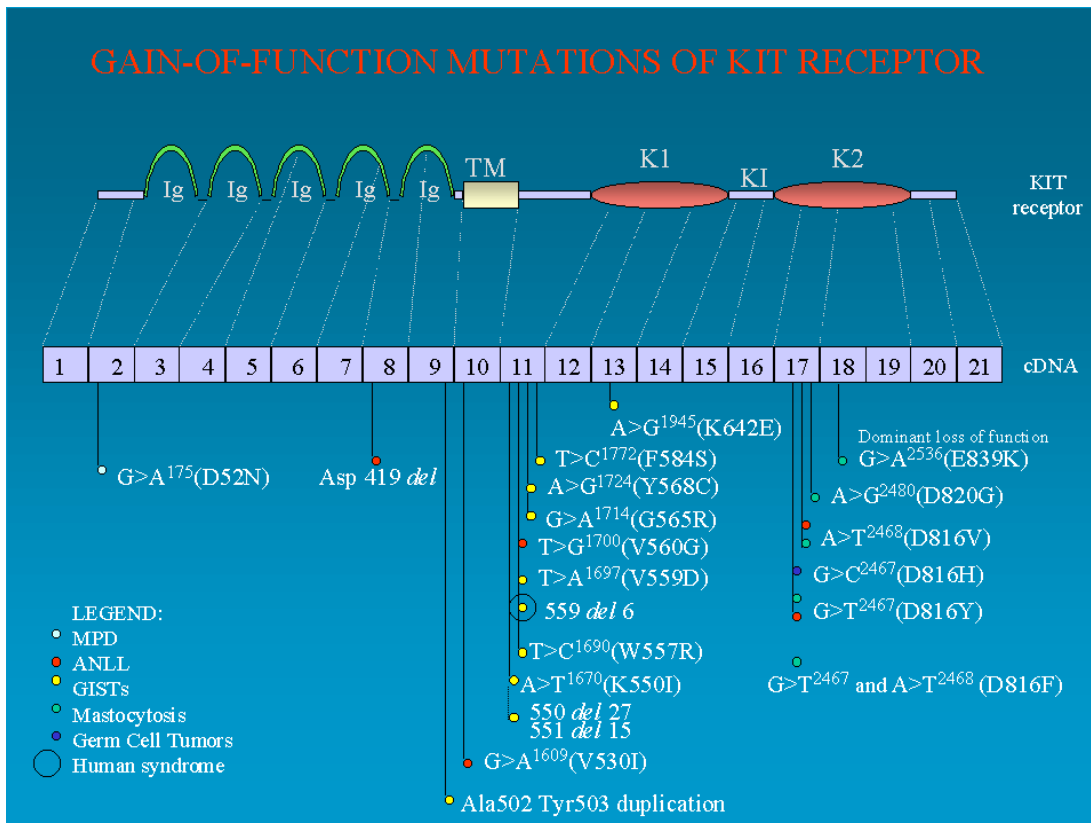 GAIN-OF-FUNCTION MUTATIONS OF KIT RECEPTOR
Ig Ig Ig Ig Ig TM K1 KI K2
KIT
receptor
1 2 3 4 5 6 7 8 9 10 11 12 13 14 15 16 17 18 19 20 21 cDNA
A>G1945(K642E)
Dominant loss of function
G>A2536(E839K)
G>A175(D52N)
Asp 419 del
T>C1772(F584S)
A>G1724(Y568C)
A>G2480(D820G)
G>A1714(G565R)
T>G1700(V560G)
A>T2468(D816V)
T>A1697(V559D)
G>C2467(D816H)
559 del 6
G>T2467(D816Y)
T>C1690(W557R)
A>T1670(K550I)
G>T2467 and A>T2468 (D816F)
550 del 27
551 del 15
G>A1609(V530I)
Ala502 Tyr503 duplication
LEGEND:
MPD
ANLL
GISTs
Mastocytosis
Germ Cell Tumors
Human syndrome